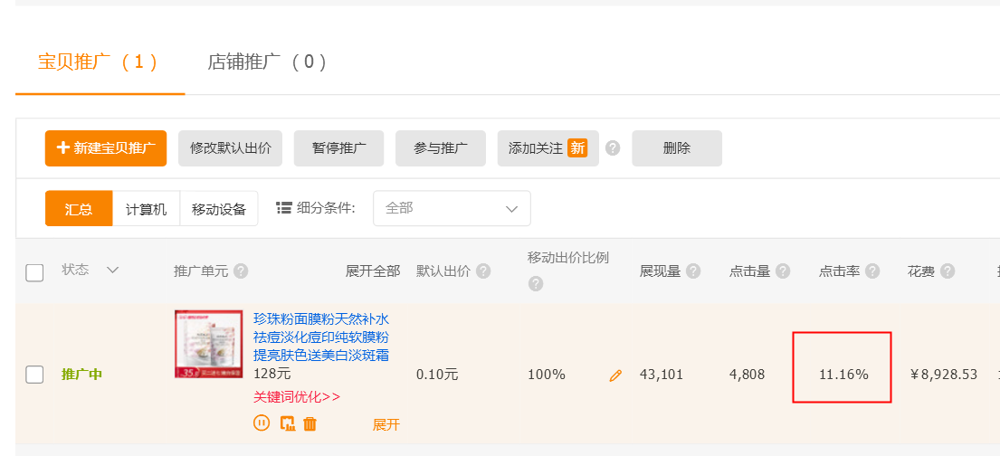 宝贝推广（1） 店铺推广（0）
新建宝贝推广 修改默认出价 暂停推广 参与推广 添加关注 新 ? 删除
汇总 计算机 移动设备 细分条件: 全部
状态 推广单元 ? 展开全部 默认出价 ? 移动出价比例 ? 展现量 ? 点击量 ? 点击率 ? 花费 ?
珍珠粉面膜粉天然补水
祛痘淡化痘印纯软膜粉
提亮肤色送美白淡斑霜
推广中 128元 0.10元 100% 43,101 4,808 11.16% ￥8,928.53
关键词优化>>
展开